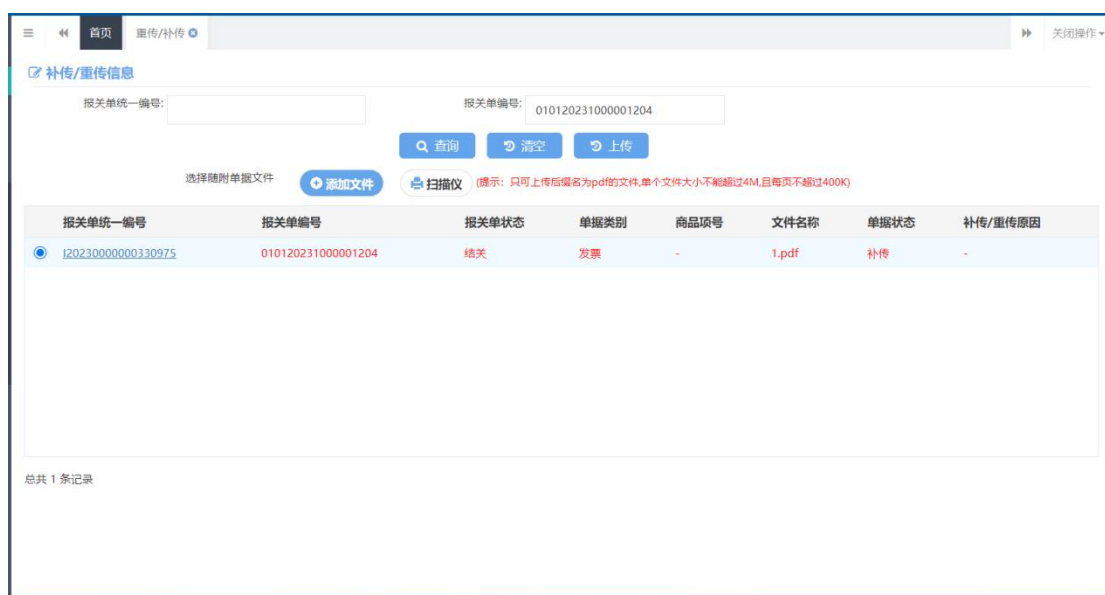 首页 重传/补传 关闭操作
补传/重传信息
报关单统一编号: 报关单编号: 010120231000001204
查询 清空 上传
选择随附单据文件 添加文件 扫描仪 (提示：只可上传后缀名为pdf的文件,单个文件大小不能超过4M,且每页不超过400K)
报关单统一编号 报关单编号 报关单状态 单据类别 商品项号 文件名称 单据状态 补传/重传原因
I20230000000330975 010120231000001204 结关 发票 - 1.pdf 补传 -
总共 1 条记录